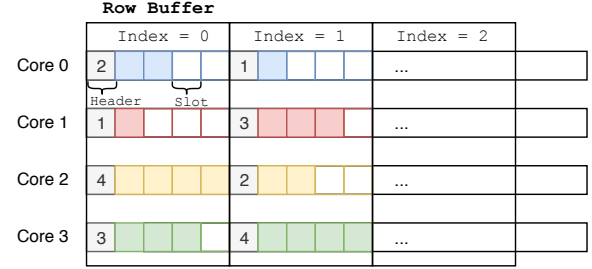 Row Buffer
Index = 0 Index = 1 Index = 2
Core 0 2 1 ...
Header Slot
Core 1 1 3 ...
Core 2 4 2 ...
Core 3 3 4 ...